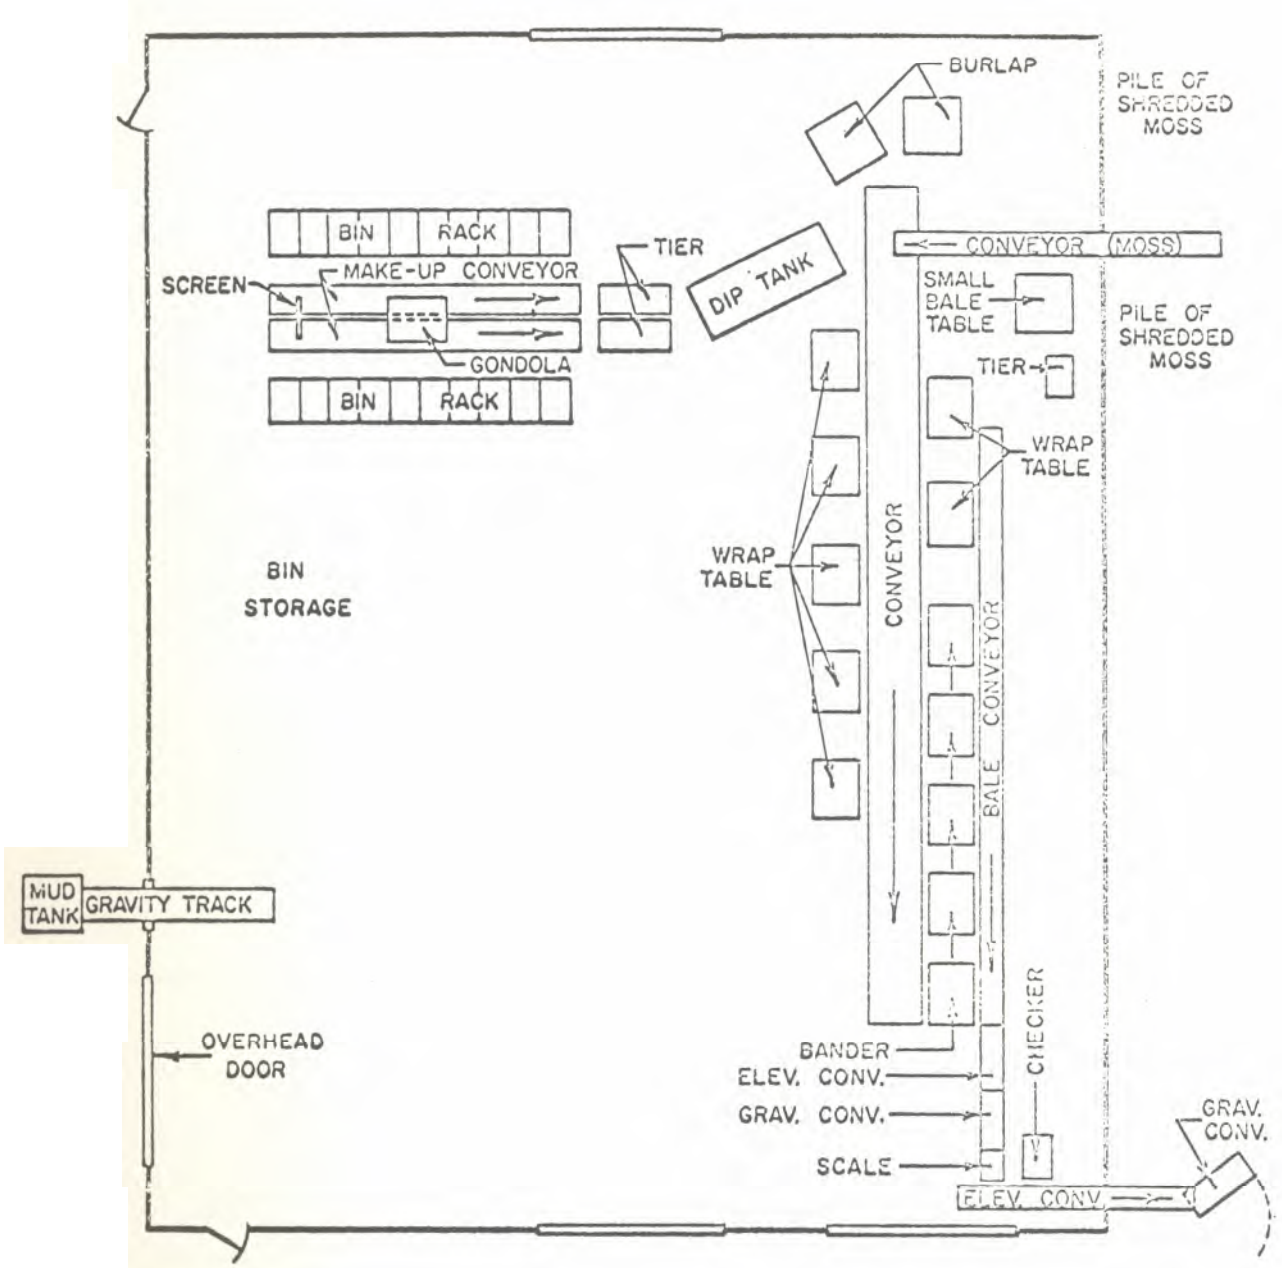 BURLAP
PILE OF
SHREDDED
MOSS
BIN RACK
TIER
CONVEYOR (MOSS)
SCREEN
MAKE-UP CONVEYOR
DIP TANK
SMALL
BALE
TABLE
PILE OF
SHREDDED
MOSS
GONDOLA
TIER
BIN RACK
WRAP
TABLE
CONVEYOR
WRAP
TABLE
BIN
STORAGE
BALE CONVEYOR
MUD
TANK
GRAVITY TRACK
CHECKER
OVERHEAD
DOOR
BANDER
ELEV. CONV.
GRAV. CONV.
GRAV.
CONV.
SCALE
ELEV. CONV.